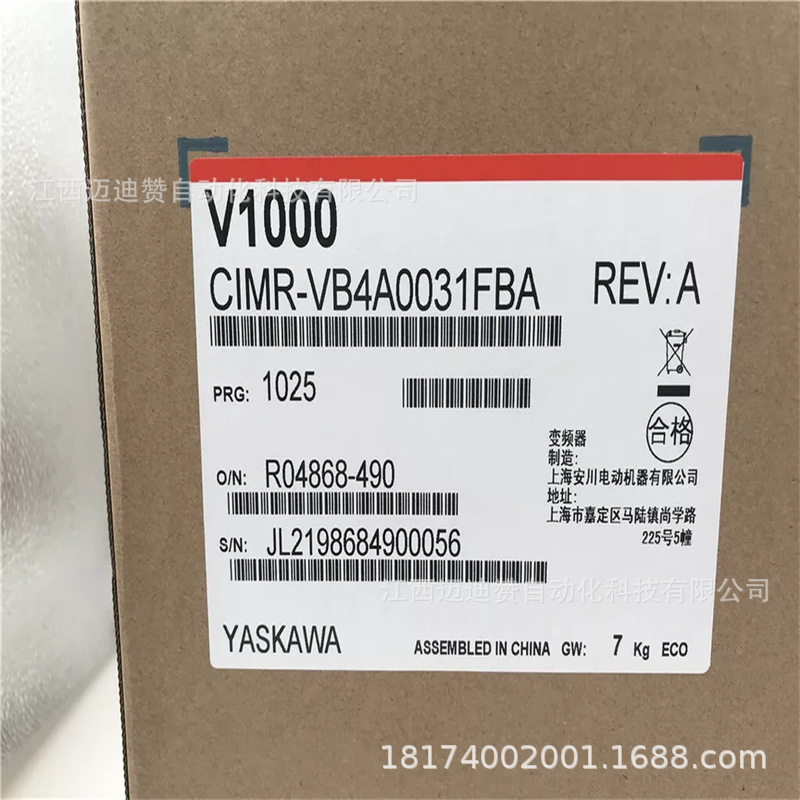 江西迈迪赞自动化科技有限公司
V1000
CIMR-VB4A0031FBA REV:A
PRG: 1025
合格
变频器
制造:
上海安川电动机器有限公司
地址:
上海市嘉定区马陆镇尚学路
225号5幢
O/N: R04868-490
S/N: JL2198684900056
江西迈迪赞自动化科技有限公司
YASKAWA ASSEMBLED IN CHINA GW: 7 Kg ECO
18174002001.1688.com